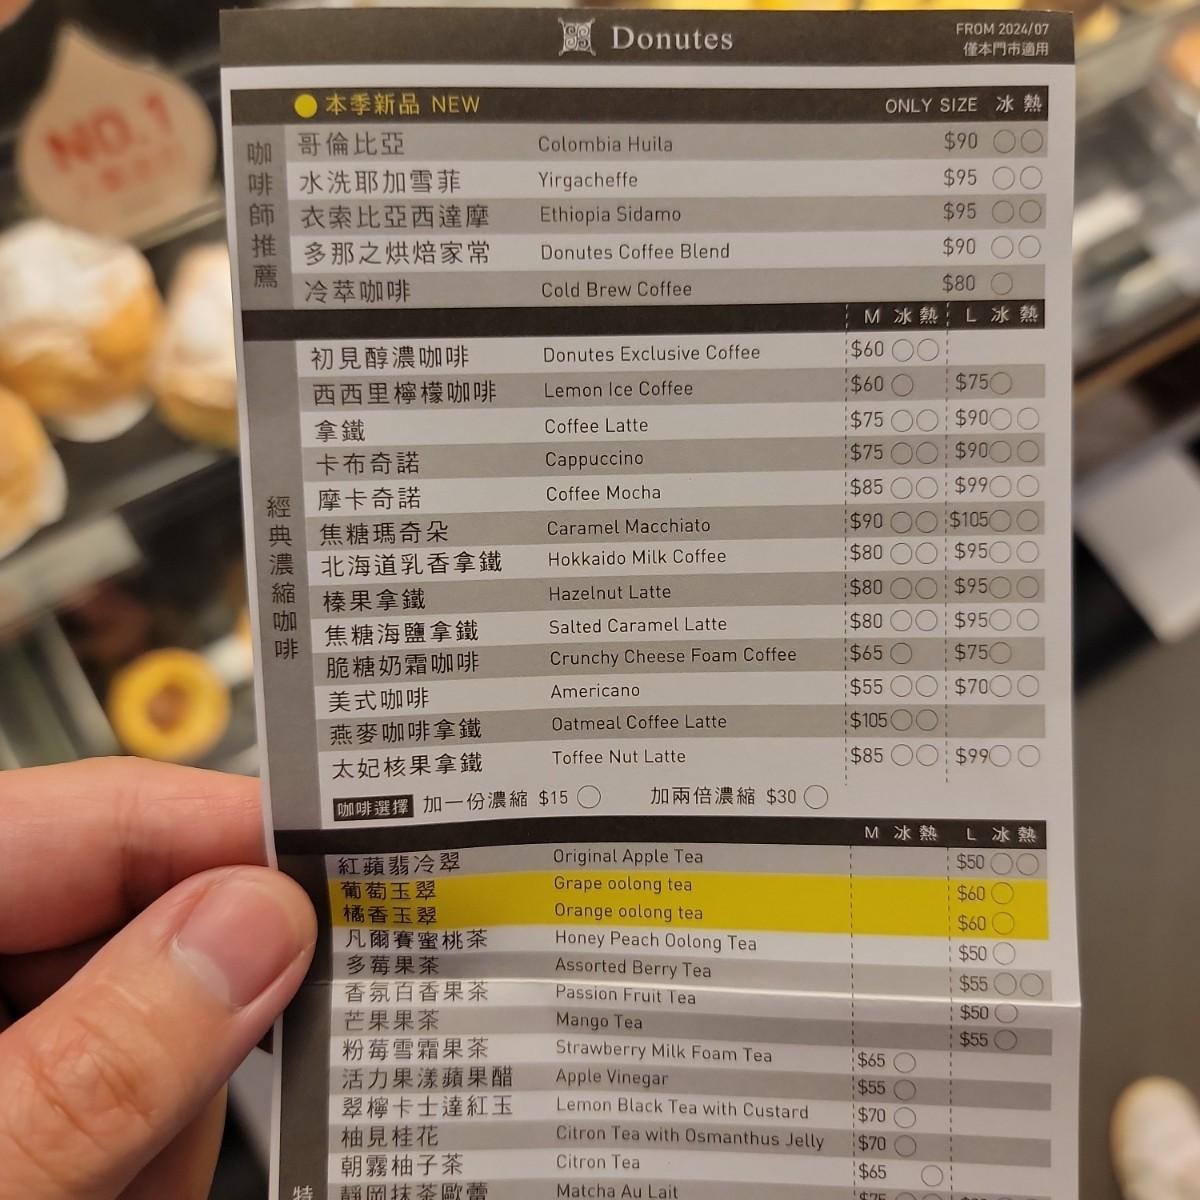 Donutes
FROM 2024/07
僅本門市適用
NO.1
本季新品 NEW ONLY SIZE 冰 熱
咖啡師推薦
哥倫比亞 Colombia Huila $90
水洗耶加雪菲 Yirgacheffe $95
衣索比亞西達摩 Ethiopia Sidamo $95
多那之烘焙家常 Donutes Coffee Blend $90
冷萃咖啡 Cold Brew Coffee $80
M 冰 熱 L 冰 熱
經典濃縮咖啡
初見醇濃咖啡 Donutes Exclusive Coffee $60
西西里檸檬咖啡 Lemon Ice Coffee $60 $75
拿鐵 Coffee Latte $75 $90
卡布奇諾 Cappuccino $75 $90
摩卡奇諾 Coffee Mocha $85 $99
焦糖瑪奇朵 Caramel Macchiato $90 $105
北海道乳香拿鐵 Hokkaido Milk Coffee $80 $95
榛果拿鐵 Hazelnut Latte $80 $95
焦糖海鹽拿鐵 Salted Caramel Latte $80 $95
脆糖奶霜咖啡 Crunchy Cheese Foam Coffee $65 $75
美式咖啡 Americano $55 $70
燕麥咖啡拿鐵 Oatmeal Coffee Latte $105
太妃核果拿鐵 Toffee Nut Latte $85 $99
咖啡選擇 加一份濃縮 $15 加兩倍濃縮 $30
M 冰 熱 L 冰 熱
紅蘋翡冷翠 Original Apple Tea $50
葡萄玉翠 Grape oolong tea $60
橘香玉翠 Orange oolong tea $60
凡爾賽蜜桃茶 Honey Peach Oolong Tea $50
多莓果茶 Assorted Berry Tea $55
香氛百香果茶 Passion Fruit Tea $50
芒果果茶 Mango Tea $55
粉莓雪霜果茶 Strawberry Milk Foam Tea $65
活力果漾蘋果醋 Apple Vinegar $55
翠檸卡士達紅玉 Lemon Black Tea with Custard $70
柚見桂花 Citron Tea with Osmanthus Jelly $70
朝霧柚子茶 Citron Tea $65
特
靜岡抹茶歐蕾 Matcha Au Lait $75